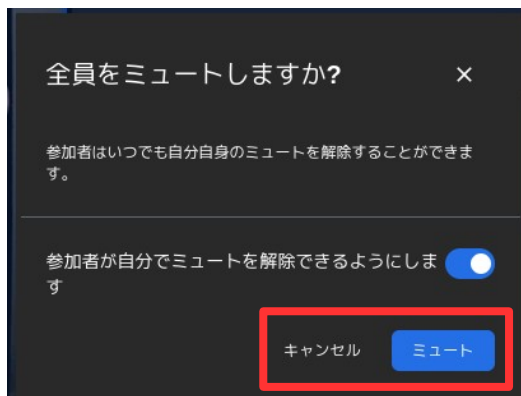 全員をミュートしますか?
参加者はいつでも自分自身のミュートを解除することができま
す。
参加者が自分でミュートを解除できるようにしま
す
キャンセル ミュート